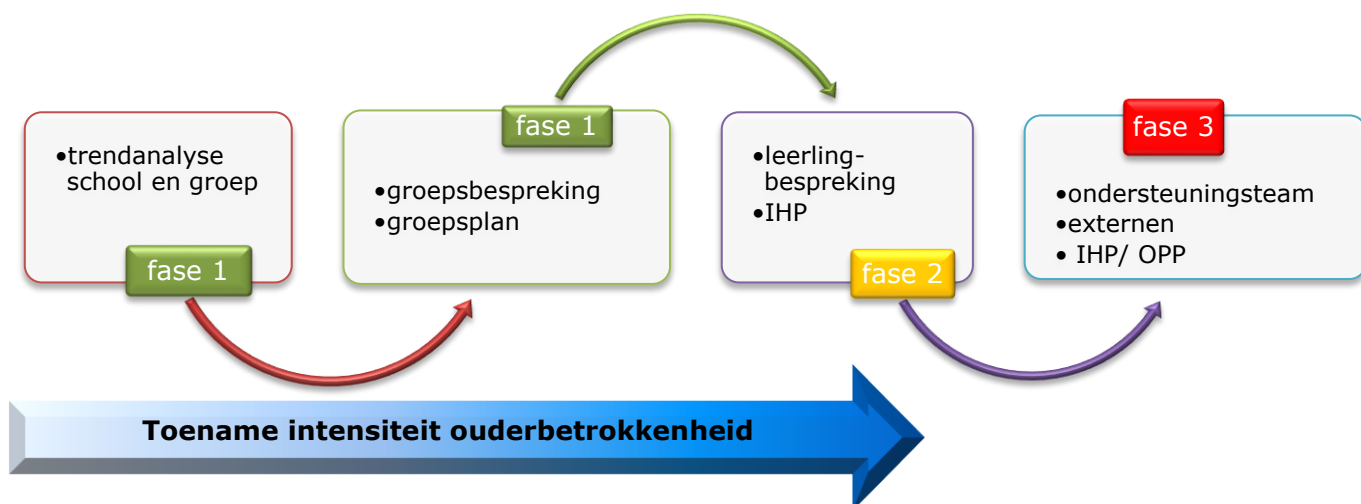 •trendanalyse
school en groep
fase 1
fase 1
•groepsbespreking
•groepsplan
•leerling-
bespreking
•IHP
fase 2
fase 3
•ondersteuningsteam
•externen
• IHP/ OPP
Toename intensiteit ouderbetrokkenheid